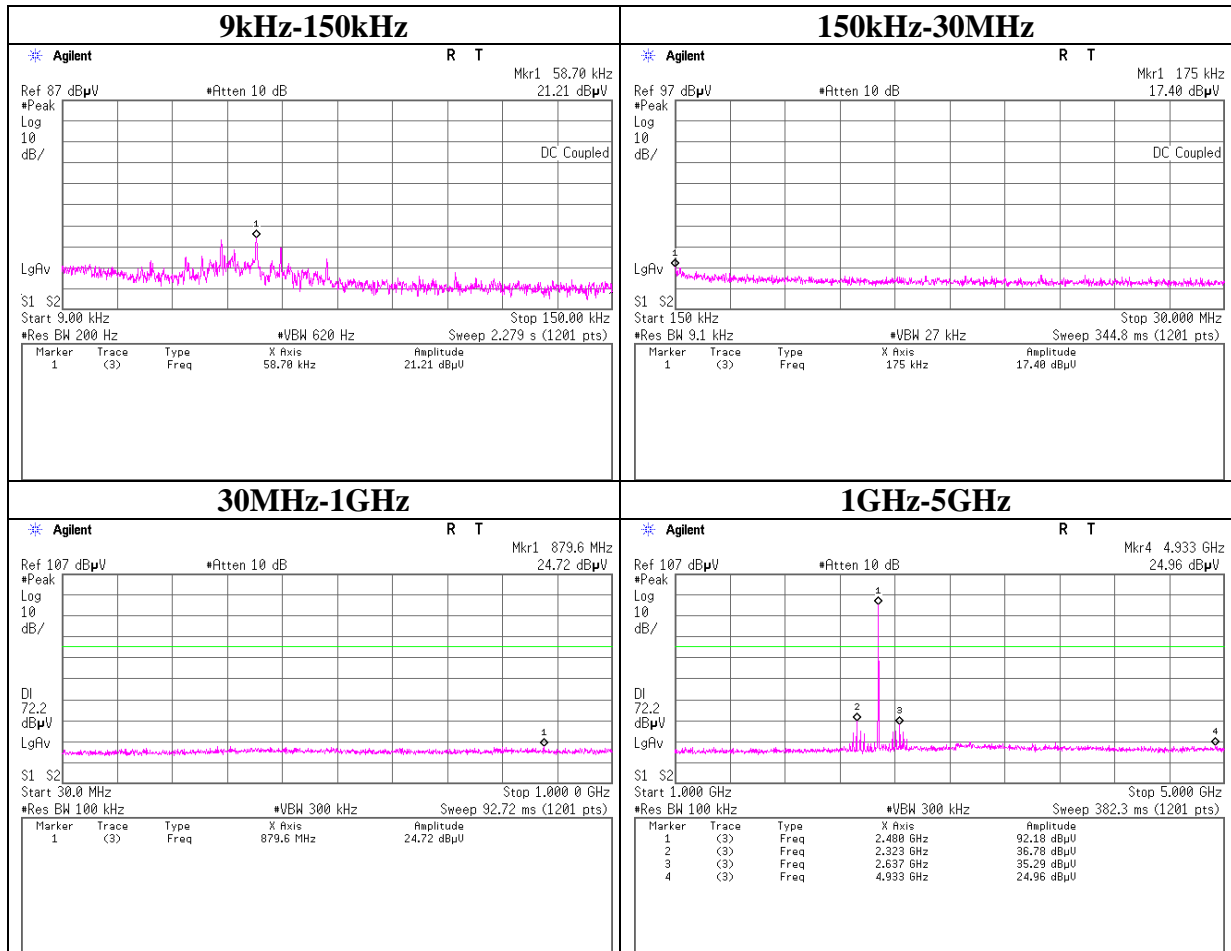 9kHz-150kHz
Agilent R T
Mkr1 58.70 kHz
Ref 87 dBµV #Atten 10 dB 21.21 dBµV
#Peak
Log
10
dB/
DC Coupled
1
LgAv
S1 S2
Start 9.00 kHz Stop 150.00 kHz
#Res BW 200 Hz #VBW 620 Hz Sweep 2.279 s (1201 pts)
Marker Trace Type X Axis Amplitude
1 (3) Freq 58.70 kHz 21.21 dBµV
150kHz-30MHz
Agilent R T
Mkr1 175 kHz
Ref 97 dBµV #Atten 10 dB 17.40 dBµV
#Peak
Log
10
dB/
DC Coupled
1
LgAv
S1 S2
Start 150 kHz Stop 30.000 MHz
#Res BW 9.1 kHz #VBW 27 kHz Sweep 344.8 ms (1201 pts)
Marker Trace Type X Axis Amplitude
1 (3) Freq 175 kHz 17.40 dBµV
30MHz-1GHz
Agilent R T
Mkr1 879.6 MHz
Ref 107 dBµV #Atten 10 dB 24.72 dBµV
#Peak
Log
10
dB/
DI
72.2
dBµV
1
LgAv
S1 S2
Start 30.0 MHz Stop 1.000 0 GHz
#Res BW 100 kHz #VBW 300 kHz Sweep 92.72 ms (1201 pts)
Marker Trace Type X Axis Amplitude
1 (3) Freq 879.6 MHz 24.72 dBµV
1GHz-5GHz
Agilent R T
Mkr4 4.933 GHz
Ref 107 dBµV #Atten 10 dB 24.96 dBµV
#Peak
1
Log
10
dB/
DI
72.2
2 3
dBµV
4
LgAv
S1 S2
Start 1.000 GHz Stop 5.000 GHz
#Res BW 100 kHz #VBW 300 kHz Sweep 382.3 ms (1201 pts)
Marker Trace Type X Axis Amplitude
1 (3) Freq 2.480 GHz 92.18 dBµV
2 (3) Freq 2.323 GHz 36.78 dBµV
3 (3) Freq 2.637 GHz 35.29 dBµV
4 (3) Freq 4.933 GHz 24.96 dBµV